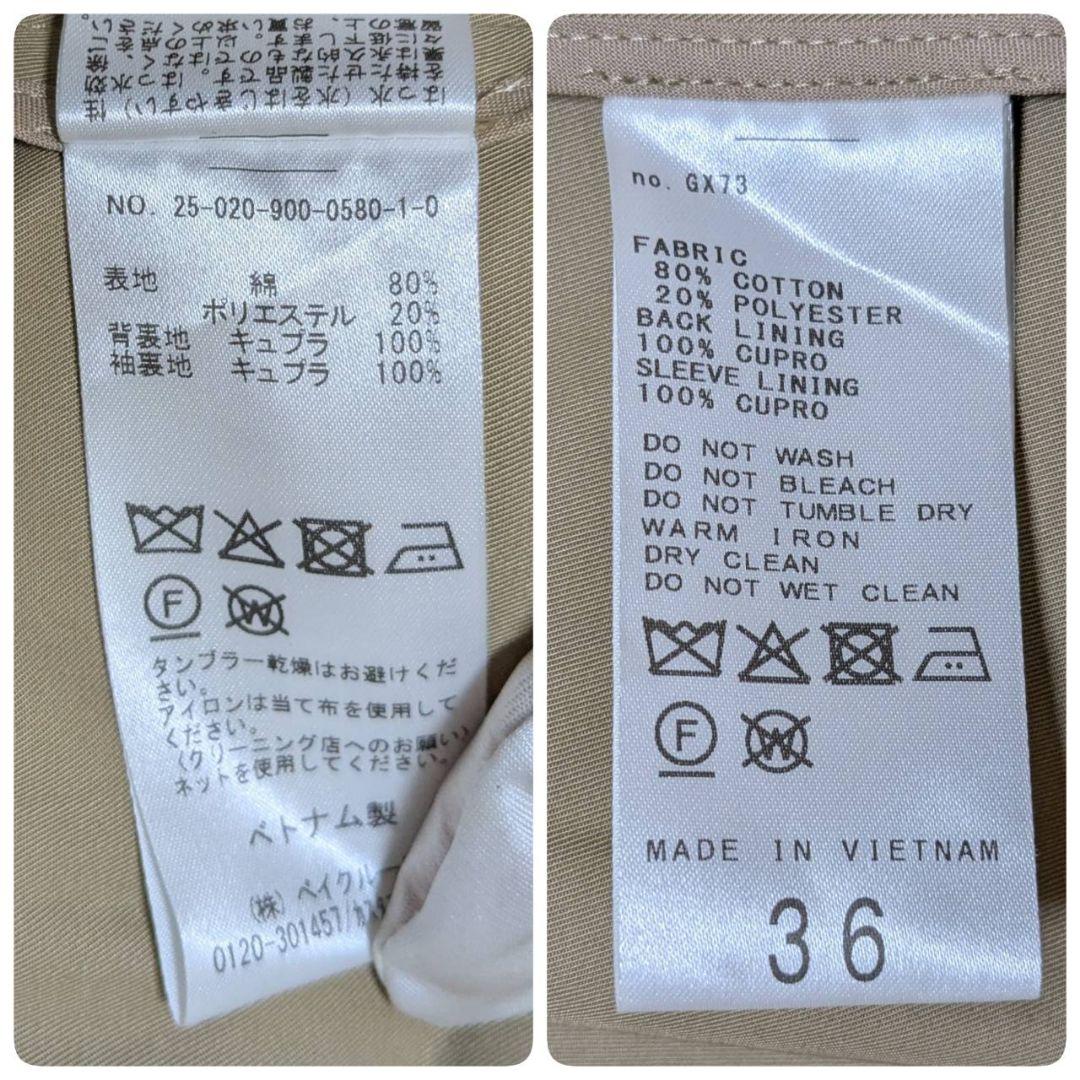 NO. 25-020-900-0580-1-0
表地 綿 80%
ポリエステル 20%
背裏地 キュプラ 100%
袖裏地 キュプラ 100%
F
W
タンブラー乾燥はお避けくだ
さい。
アイロンは当て布を使用して
ください。
〈クリーニング店へのお願い〉
ネットを使用してください。
ベトナム製
(株) ベイクルー
0120-301457/カスタ
no. GX73
FABRIC
80% COTTON
20% POLYESTER
BACK LINING
100% CUPRO
SLEEVE LINING
100% CUPRO
DO NOT WASH
DO NOT BLEACH
DO NOT TUMBLE DRY
WARM IRON
DRY CLEAN
DO NOT WET CLEAN
F
W
MADE IN VIETNAM
36